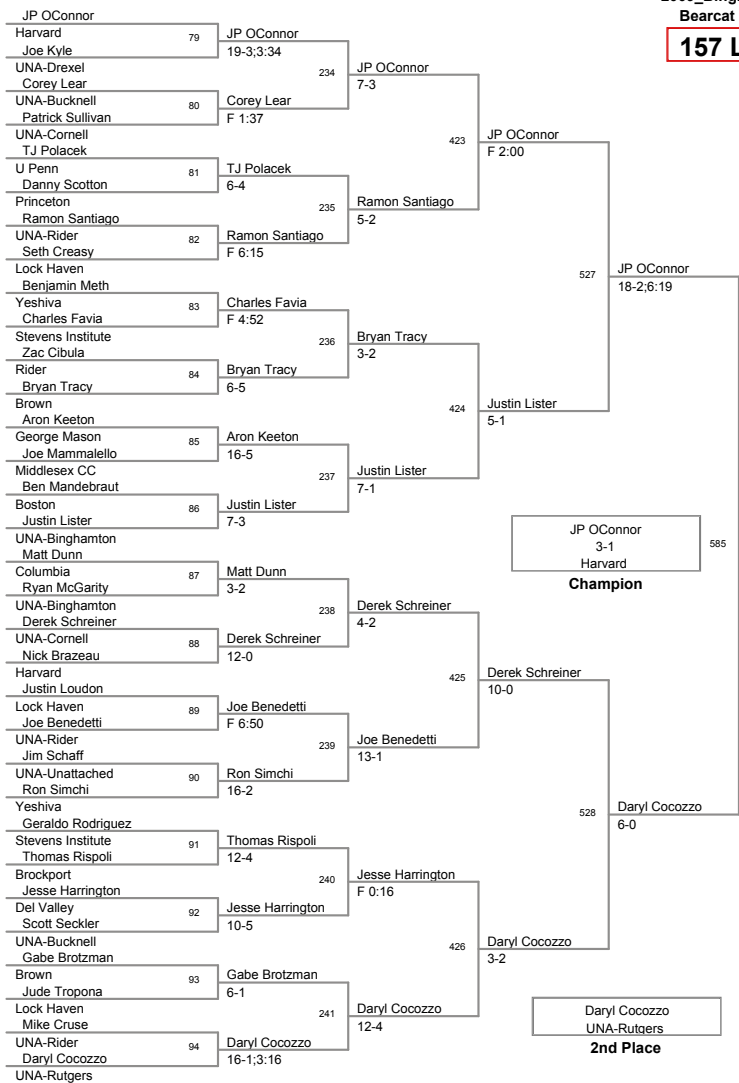 Bearcat
157 L
JP OConnor
Harvard
Joe Kyle
UNA-Drexel
Corey Lear
UNA-Bucknell
Patrick Sullivan
UNA-Cornell
TJ Polacek
U Penn
Danny Scotton
Princeton
Ramon Santiago
UNA-Rider
Seth Creasy
Lock Haven
Benjamin Meth
Yeshiva
Charles Favia
Stevens Institute
Zac Cibula
Rider
Bryan Tracy
Brown
Aron Keeton
George Mason
Joe Mammalello
Middlesex CC
Ben Mandebraut
Boston
Justin Lister
UNA-Binghamton
Matt Dunn
Columbia
Ryan McGarity
UNA-Binghamton
Derek Schreiner
UNA-Cornell
Nick Brazeau
Harvard
Justin Loudon
Lock Haven
Joe Benedetti
UNA-Rider
Jim Schaff
UNA-Unattached
Ron Simchi
Yeshiva
Geraldo Rodriguez
Stevens Institute
Thomas Rispoli
Brockport
Jesse Harrington
Del Valley
Scott Seckler
UNA-Bucknell
Gabe Brotzman
Brown
Jude Tropona
Lock Haven
Mike Cruse
UNA-Rider
Daryl Cocozzo
UNA-Rutgers
79
80
81
82
83
84
85
86
87
88
89
90
91
92
93
94
JP OConnor
19-3;3:34
Corey Lear
F 1:37
TJ Polacek
6-4
Ramon Santiago
F 6:15
Charles Favia
F 4:52
Bryan Tracy
6-5
Aron Keeton
16-5
Justin Lister
7-3
Matt Dunn
3-2
Derek Schreiner
12-0
Joe Benedetti
F 6:50
Ron Simchi
16-2
Thomas Rispoli
12-4
Jesse Harrington
10-5
Gabe Brotzman
6-1
Daryl Cocozzo
16-1;3:16
234
235
236
237
238
239
240
241
JP OConnor
7-3
Ramon Santiago
5-2
Bryan Tracy
3-2
Justin Lister
7-1
Derek Schreiner
4-2
Joe Benedetti
13-1
Jesse Harrington
F 0:16
Daryl Cocozzo
12-4
423
424
425
426
JP OConnor
F 2:00
Justin Lister
5-1
Derek Schreiner
10-0
Daryl Cocozzo
3-2
527
528
JP OConnor
18-2;6:19
Daryl Cocozzo
6-0
JP OConnor
3-1
Harvard
585
Champion
Daryl Cocozzo
UNA-Rutgers
2nd Place